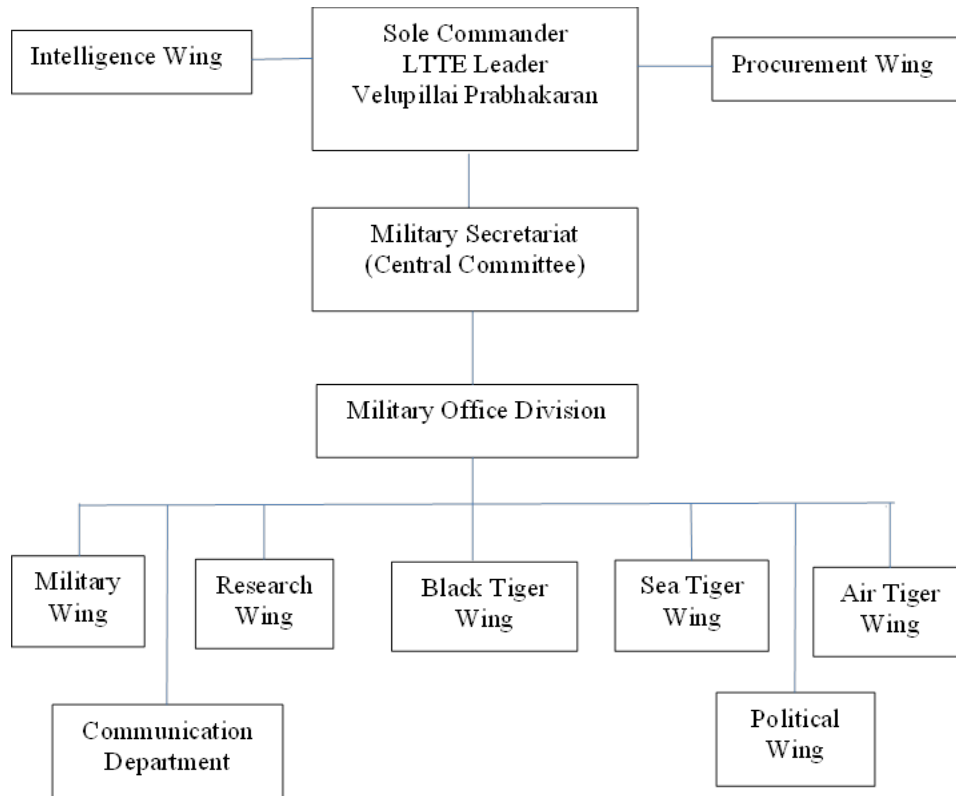 Intelligence Wing
Sole Commander
LTTE Leader
Velupillai Prabhakaran
Procurement Wing
Military Secretariat
(Central Committee)
Military Office Division
Military
Wing
Research
Wing
Black Tiger
Wing
Sea Tiger
Wing
Air Tiger
Wing
Communication
Department
Political
Wing